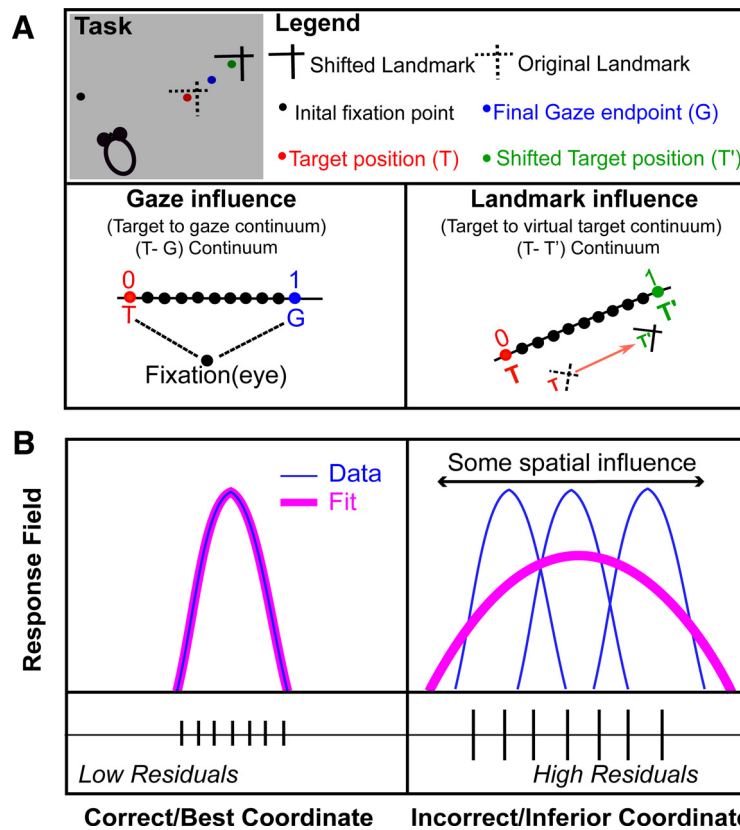 A
Task
Legend
Shifted Landmark
Original Landmark
Inital fixation point
Final Gaze endpoint (G)
Target position (T)
Shifted Target position (T')
Gaze influence
(Target to gaze continuum)
(T- G) Continuum
0
1
T
G
Fixation(eye)
Landmark influence
(Target to virtual target continuum)
(T- T') Continuum
0
1
T
T'
T
T'
B
Response Field
Data
Fit
Some spatial influence
Low Residuals
High Residuals
Correct/Best Coordinate
Incorrect/Inferior Coordinate